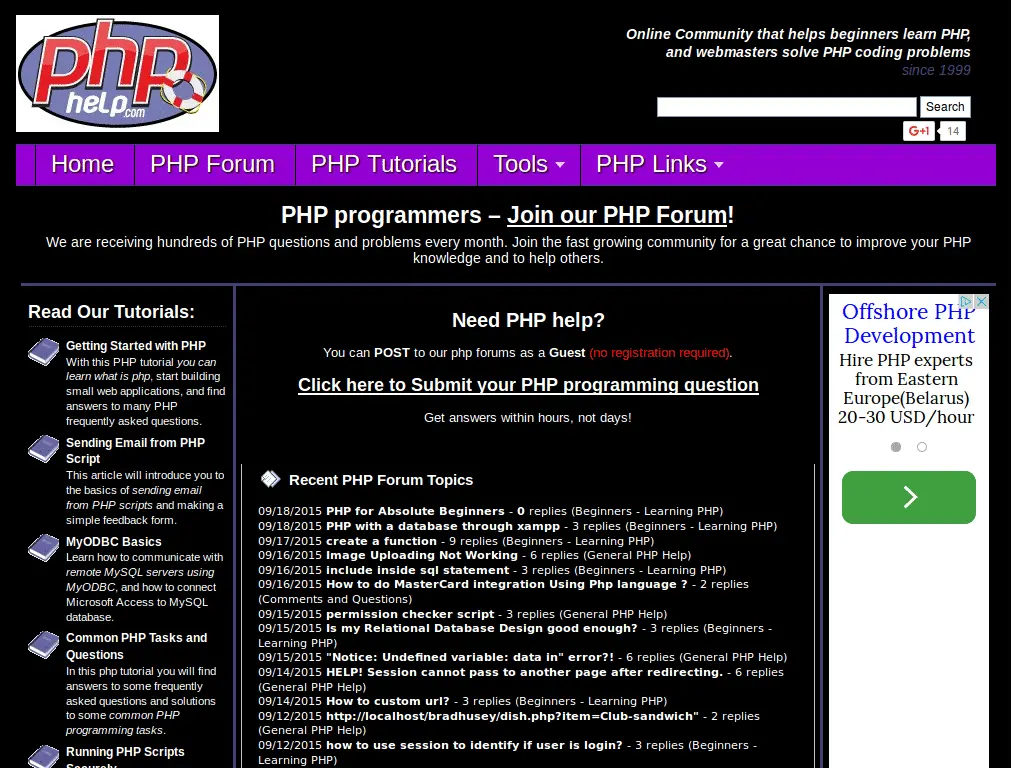 php
help.com
Online Community that helps beginners learn PHP,
and webmasters solve PHP coding problems
since 1999
Search
G+1 14
Home PHP Forum PHP Tutorials Tools PHP Links
PHP programmers – Join our PHP Forum!
We are receiving hundreds of PHP questions and problems every month. Join the fast growing community for a great chance to improve your PHP
knowledge and to help others.
Read Our Tutorials:
Getting Started with PHP
With this PHP tutorial you can
learn what is php, start building
small web applications, and find
answers to many PHP
frequently asked questions.
Sending Email from PHP
Script
This article will introduce you to
the basics of sending email
from PHP scripts and making a
simple feedback form.
MyODBC Basics
Learn how to communicate with
remote MySQL servers using
MyODBC, and how to connect
Microsoft Access to MySQL
database.
Common PHP Tasks and
Questions
In this php tutorial you will find
answers to some frequently
asked questions and solutions
to some common PHP
programming tasks.
Running PHP Scripts
Securely
Need PHP help?
You can POST to our php forums as a Guest (no registration required).
Click here to Submit your PHP programming question
Get answers within hours, not days!
Recent PHP Forum Topics
09/18/2015 PHP for Absolute Beginners - 0 replies (Beginners - Learning PHP)
09/18/2015 PHP with a database through xampp - 3 replies (Beginners - Learning PHP)
09/17/2015 create a function - 9 replies (Beginners - Learning PHP)
09/16/2015 Image Uploading Not Working - 6 replies (General PHP Help)
09/16/2015 include inside sql statement - 3 replies (Beginners - Learning PHP)
09/16/2015 How to do MasterCard integration Using Php language ? - 2 replies
(Comments and Questions)
09/15/2015 permission checker script - 3 replies (General PHP Help)
09/15/2015 Is my Relational Database Design good enough? - 3 replies (Beginners -
Learning PHP)
09/15/2015 "Notice: Undefined variable: data in" error?! - 6 replies (General PHP Help)
09/14/2015 HELP! Session cannot pass to another page after redirecting. - 6 replies
(General PHP Help)
09/14/2015 How to custom url? - 3 replies (Beginners - Learning PHP)
09/12/2015 http://localhost/bradhusey/dish.php?item=Club-sandwich" - 2 replies
(General PHP Help)
09/12/2015 how to use session to identify if user is login? - 3 replies (Beginners -
Learning PHP)
Offshore PHP
Development
Hire PHP experts
from Eastern
Europe(Belarus)
20-30 USD/hour